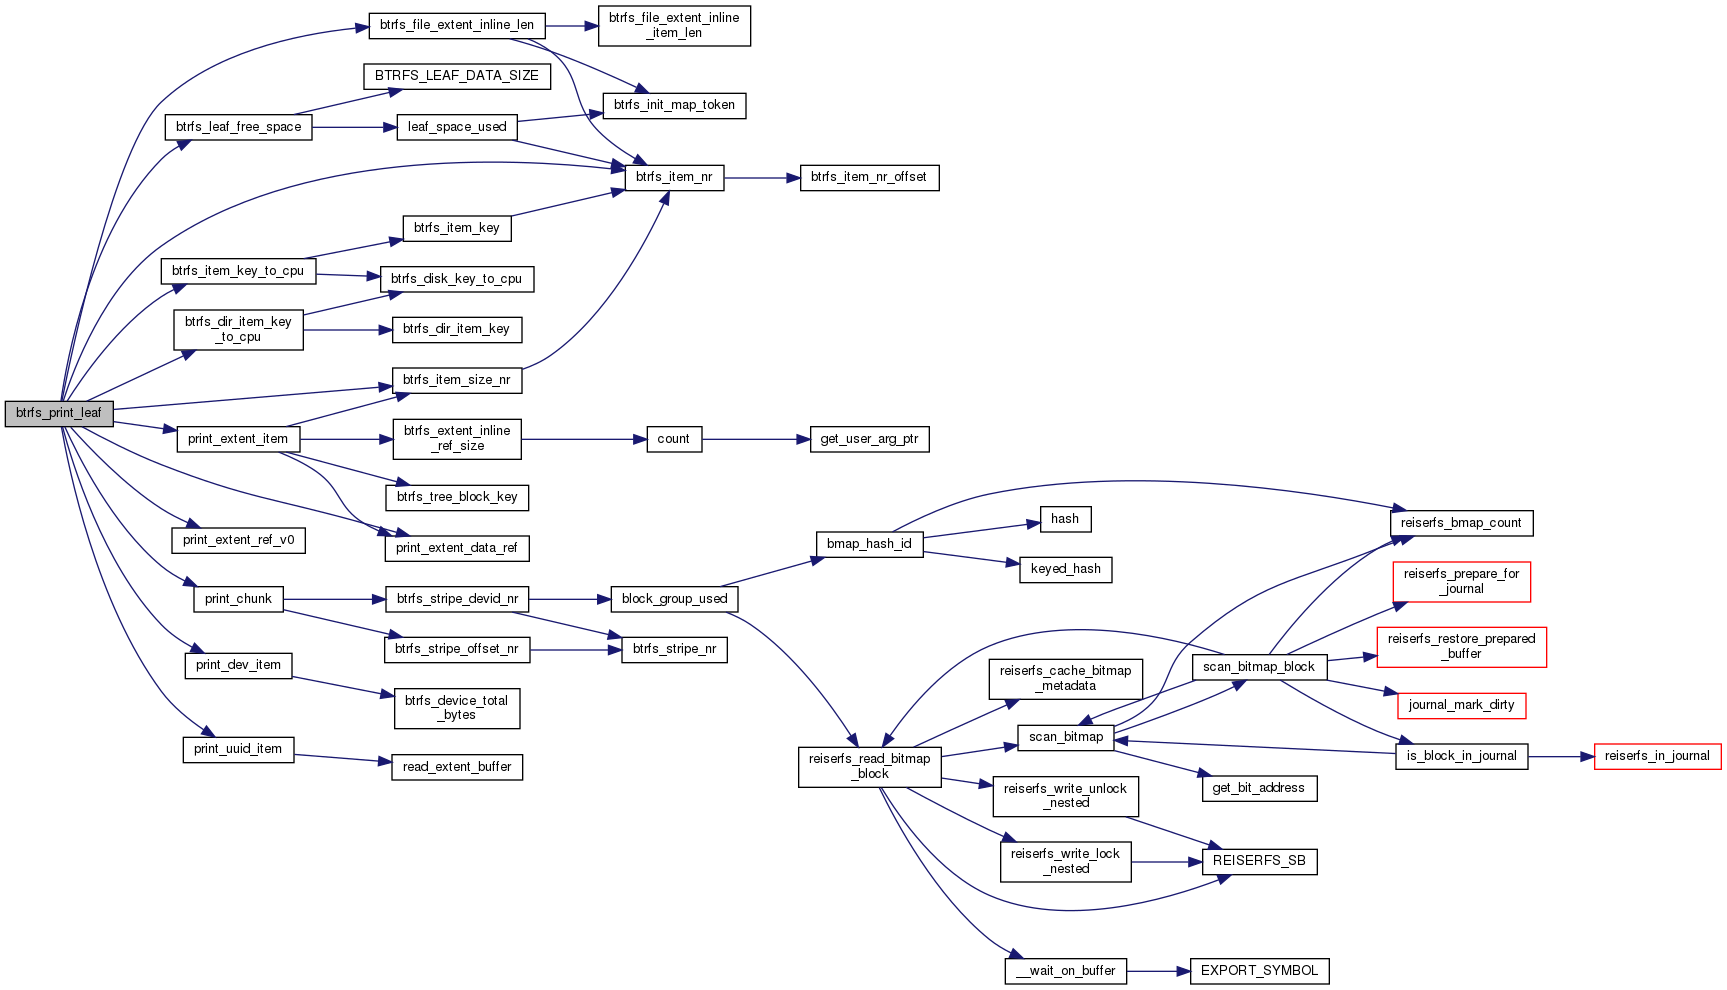 btrfs_print_leaf
btrfs_file_extent_inline_len
btrfs_file_extent_inline
_item_len
BTRFS_LEAF_DATA_SIZE
btrfs_init_map_token
btrfs_leaf_free_space
leaf_space_used
btrfs_item_nr
btrfs_item_nr_offset
btrfs_item_key
btrfs_item_key_to_cpu
btrfs_disk_key_to_cpu
btrfs_dir_item_key
_to_cpu
btrfs_dir_item_key
btrfs_item_size_nr
print_extent_item
btrfs_extent_inline
_ref_size
count
get_user_arg_ptr
btrfs_tree_block_key
print_extent_ref_v0
print_extent_data_ref
print_chunk
btrfs_stripe_devid_nr
block_group_used
btrfs_stripe_offset_nr
btrfs_stripe_nr
print_dev_item
btrfs_device_total
_bytes
print_uuid_item
read_extent_buffer
bmap_hash_id
hash
keyed_hash
reiserfs_bmap_count
reiserfs_prepare_for
_journal
reiserfs_restore_prepared
_buffer
scan_bitmap_block
journal_mark_dirty
reiserfs_cache_bitmap
_metadata
scan_bitmap
is_block_in_journal
reiserfs_in_journal
reiserfs_read_bitmap
_block
get_bit_address
reiserfs_write_unlock
_nested
reiserfs_write_lock
_nested
REISERFS_SB
__wait_on_buffer
EXPORT_SYMBOL